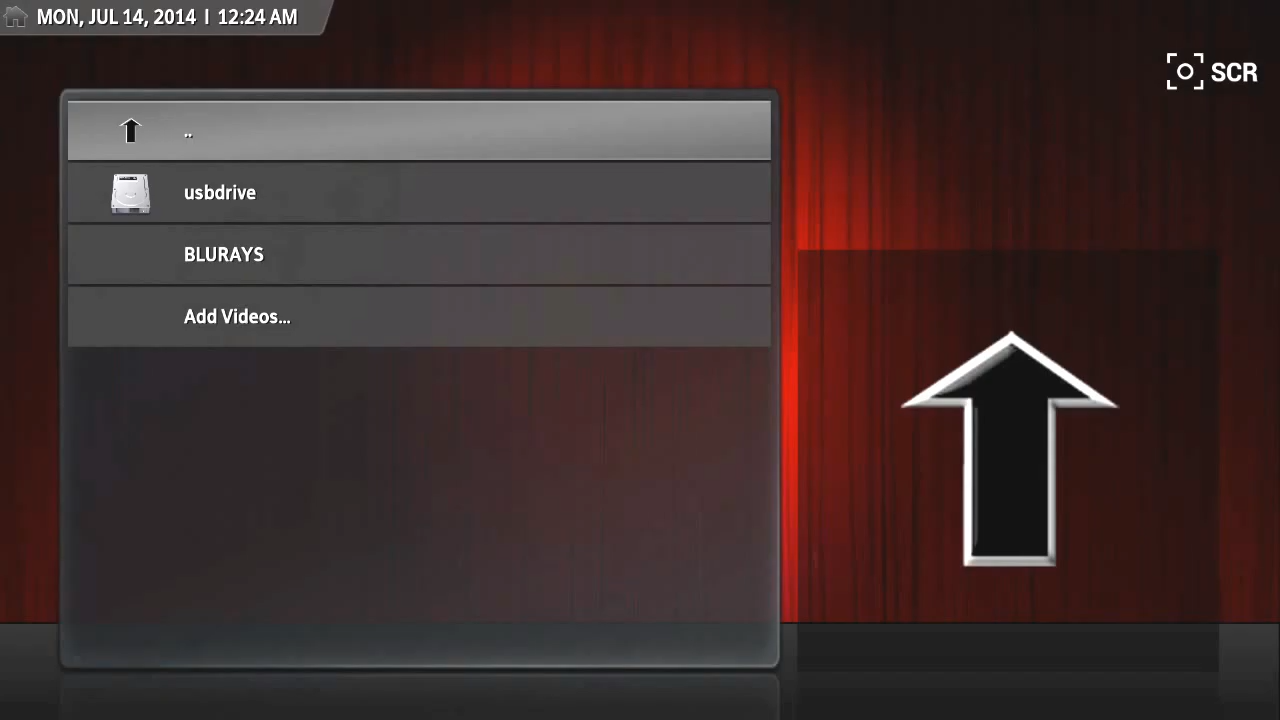 MON, JUL 14, 2014 | 12:24 AM
SCR
..
usbdrive
BLURAYS
Add Videos...